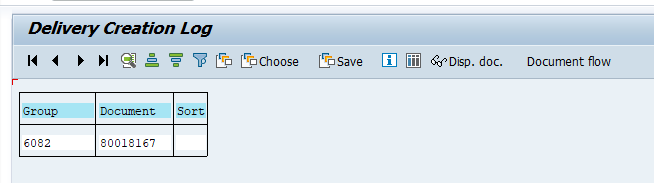 Delivery Creation Log
Choose Save Disp. doc. Document flow
Group Document Sort
6082 80018167